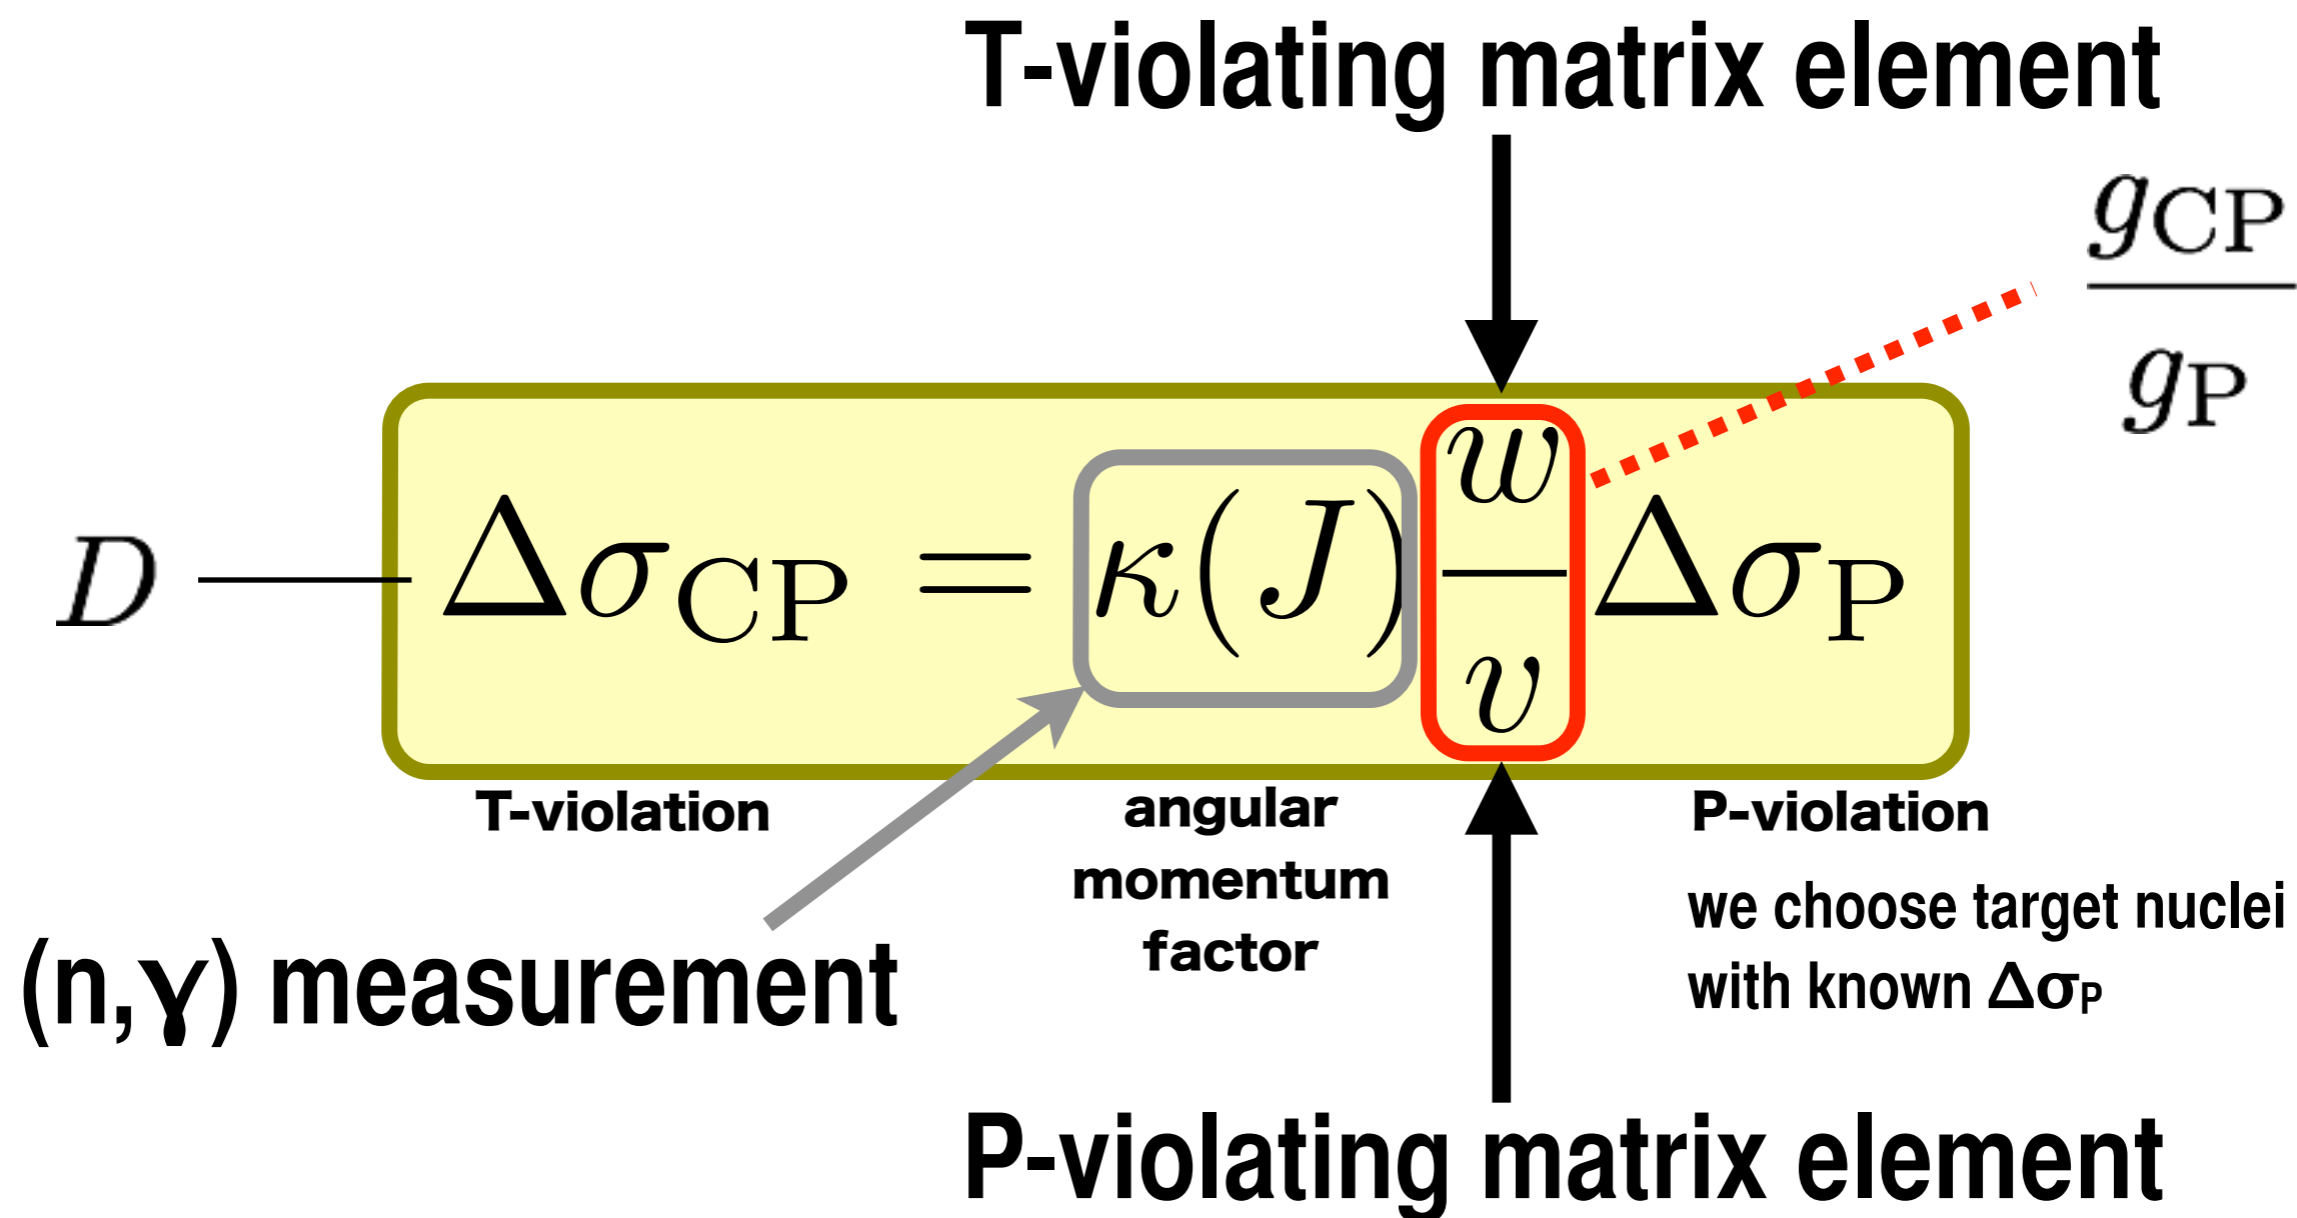 T-violating matrix element
g_CP / g_P
D
Δσ_CP = κ(J) w/v Δσ_P
T-violation
angular
momentum
factor
P-violation
we choose target nuclei
with known Δσ_P
(n,γ) measurement
P-violating matrix element